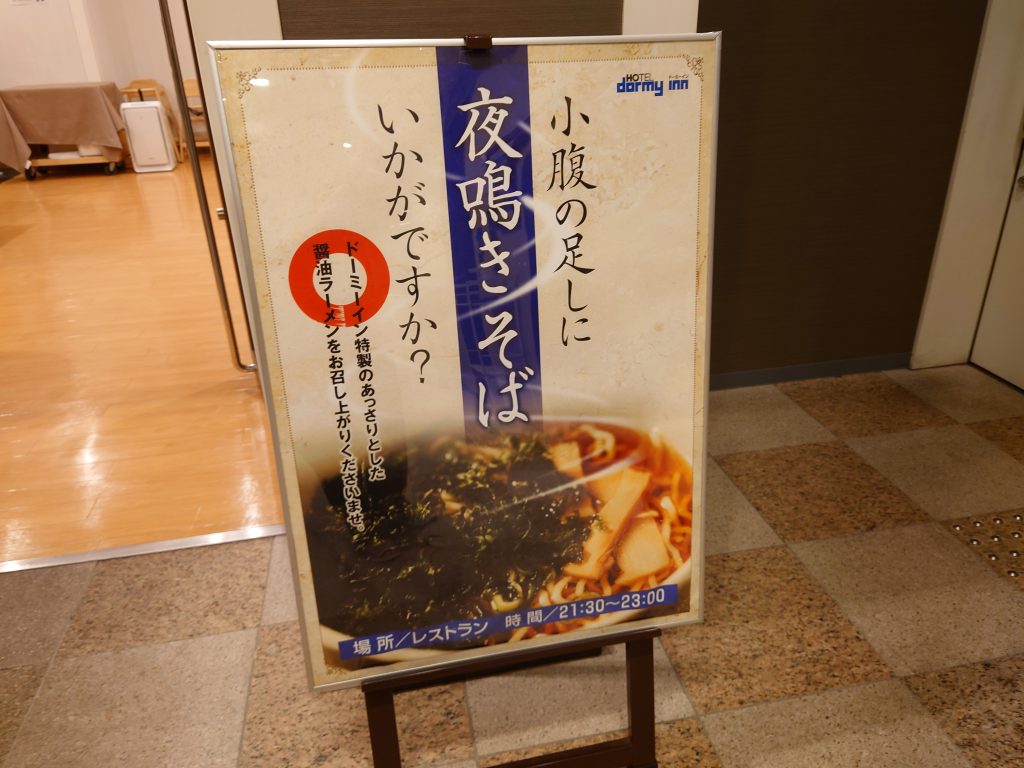 HOTEL ドーミーイン
dormy inn
小腹の足しに
夜鳴きそば
いかがですか?
ドーミーイン特製のあっさりとした
醤油ラーメンをお召し上がりくださいませ。
場所/レストラン 時間/21:30~23:00